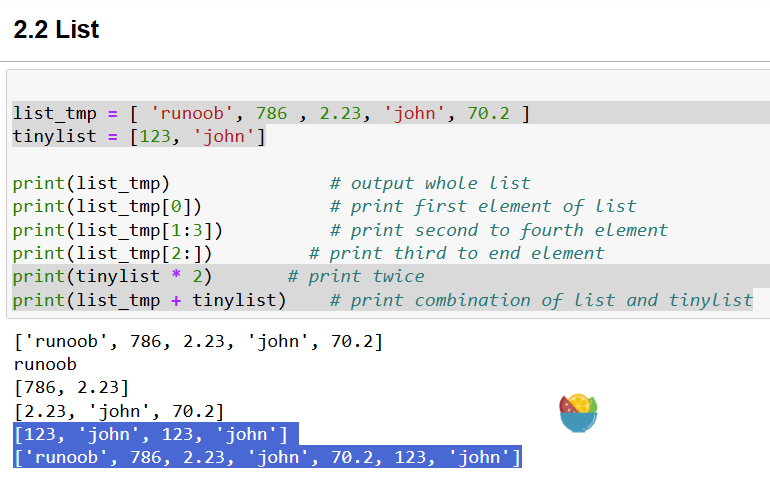 2.2 List
list_tmp = [ 'runoob', 786 , 2.23, 'john', 70.2 ]
tinylist = [123, 'john']
print(list_tmp)               # output whole list
print(list_tmp[0])            # print first element of list
print(list_tmp[1:3])          # print second to fourth element
print(list_tmp[2:])         # print third to end element
print(tinylist * 2)       # print twice
print(list_tmp + tinylist)    # print combination of list and tinylist
['runoob', 786, 2.23, 'john', 70.2]
runoob
[786, 2.23]
[2.23, 'john', 70.2]
[123, 'john', 123, 'john']
['runoob', 786, 2.23, 'john', 70.2, 123, 'john']